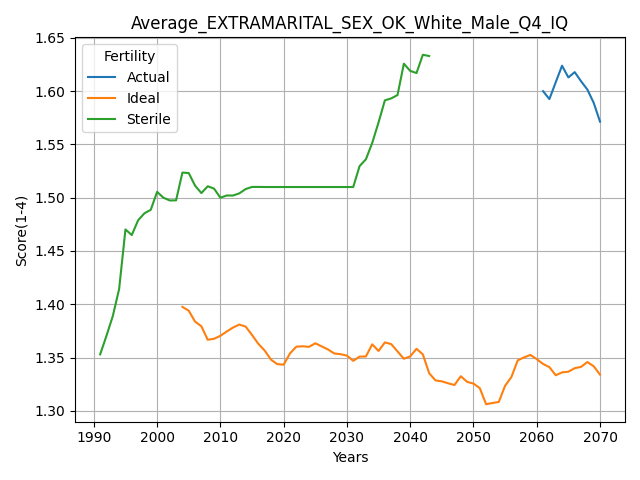 Average_EXTRAMARITAL_SEX_OK_White_Male_Q4_IQ
Fertility
Actual
Ideal
Sterile
Score(1-4)
1.65
1.60
1.55
1.50
1.45
1.40
1.35
1.30
1990 2000 2010 2020 2030 2040 2050 2060 2070
Years